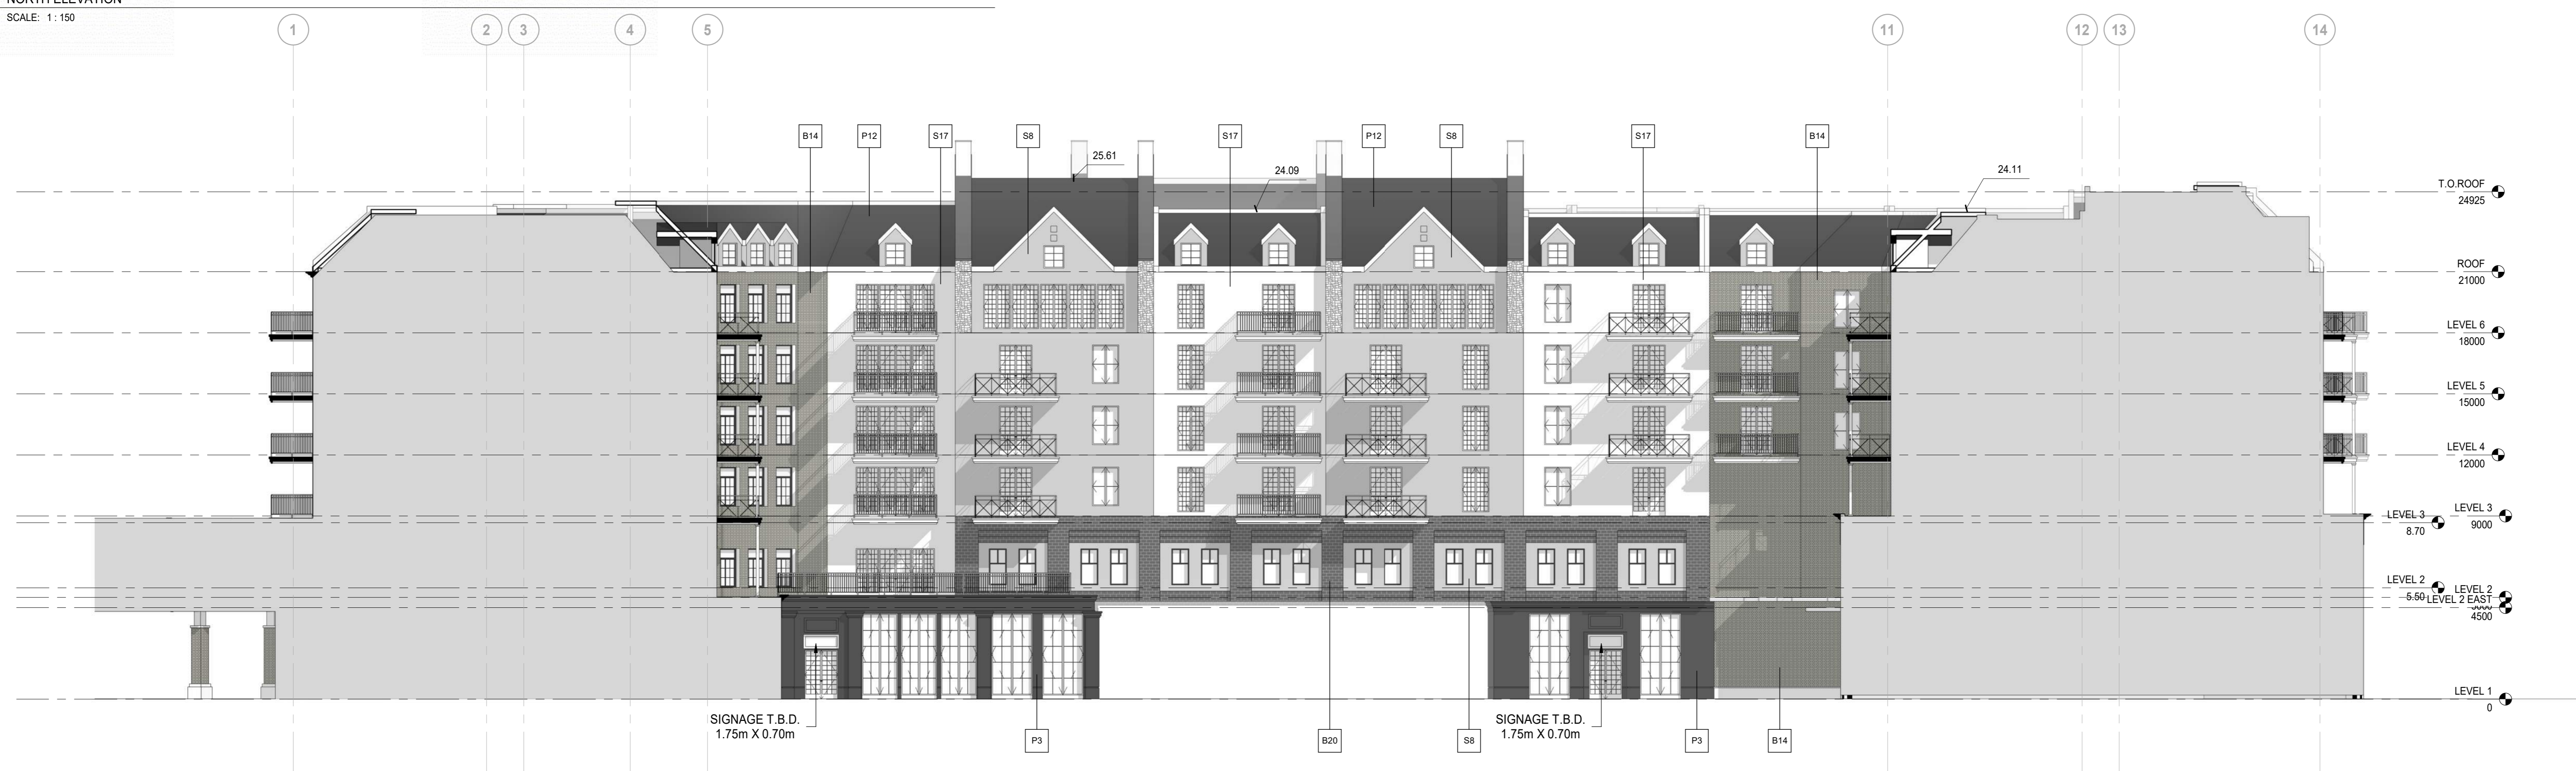 NORTH ELEVATION
SCALE: 1 : 150
1
2
3
4
5
11
12
13
14
B14
P12
S17
S8
S17
P12
S8
S17
B14
25.61
24.09
24.11
T.O.ROOF
24925
ROOF
21000
LEVEL 6
18000
LEVEL 5
15000
LEVEL 4
12000
LEVEL 3
8.70
LEVEL 3
9000
LEVEL 2
5.50
LEVEL 2
LEVEL 2 EAST
4500
LEVEL 1
0
SIGNAGE T.B.D.
1.75m X 0.70m
SIGNAGE T.B.D.
1.75m X 0.70m
P3
B20
S8
P3
B14